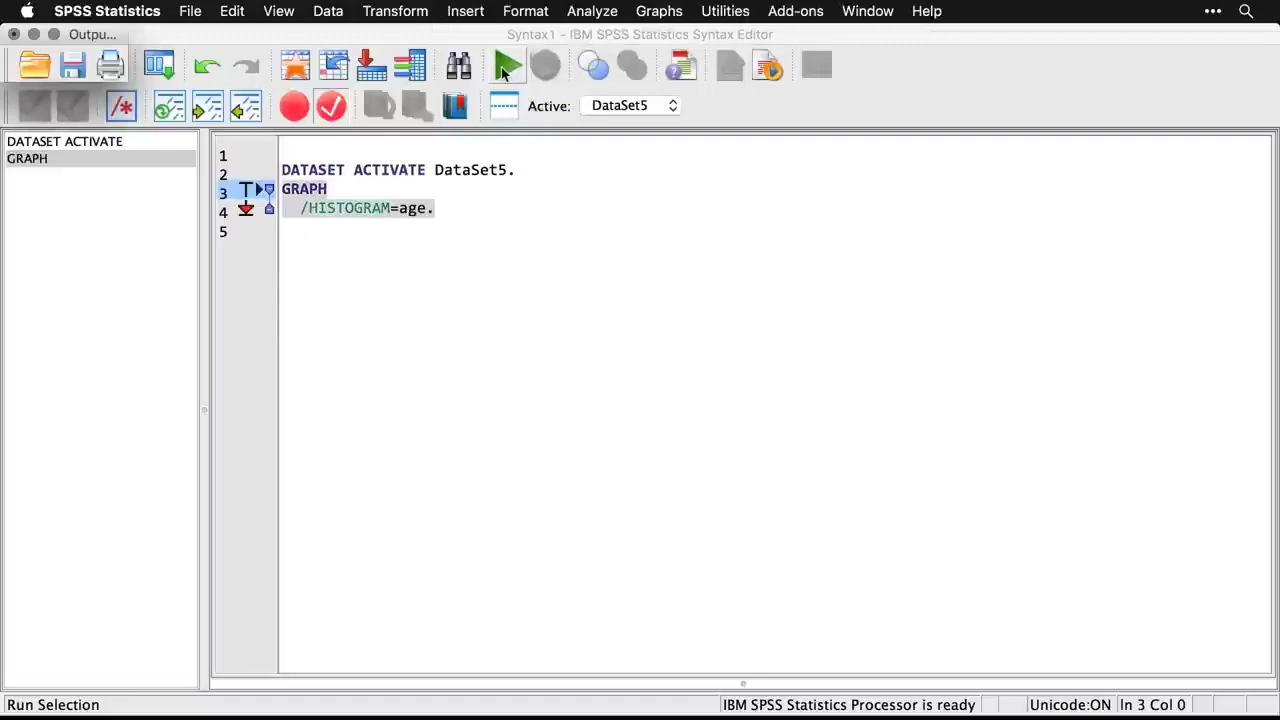 SPSS Statistics File Edit View Data Transform Insert Format Analyze Graphs Utilities Add-ons Window Help
Outpu... Syntax1 - IBM SPSS Statistics Syntax Editor
Active: DataSet5
DATASET ACTIVATE
GRAPH
1
2 DATASET ACTIVATE DataSet5.
3 GRAPH
4 /HISTOGRAM=age.
5
Run Selection IBM SPSS Statistics Processor is ready Unicode:ON In 3 Col 0